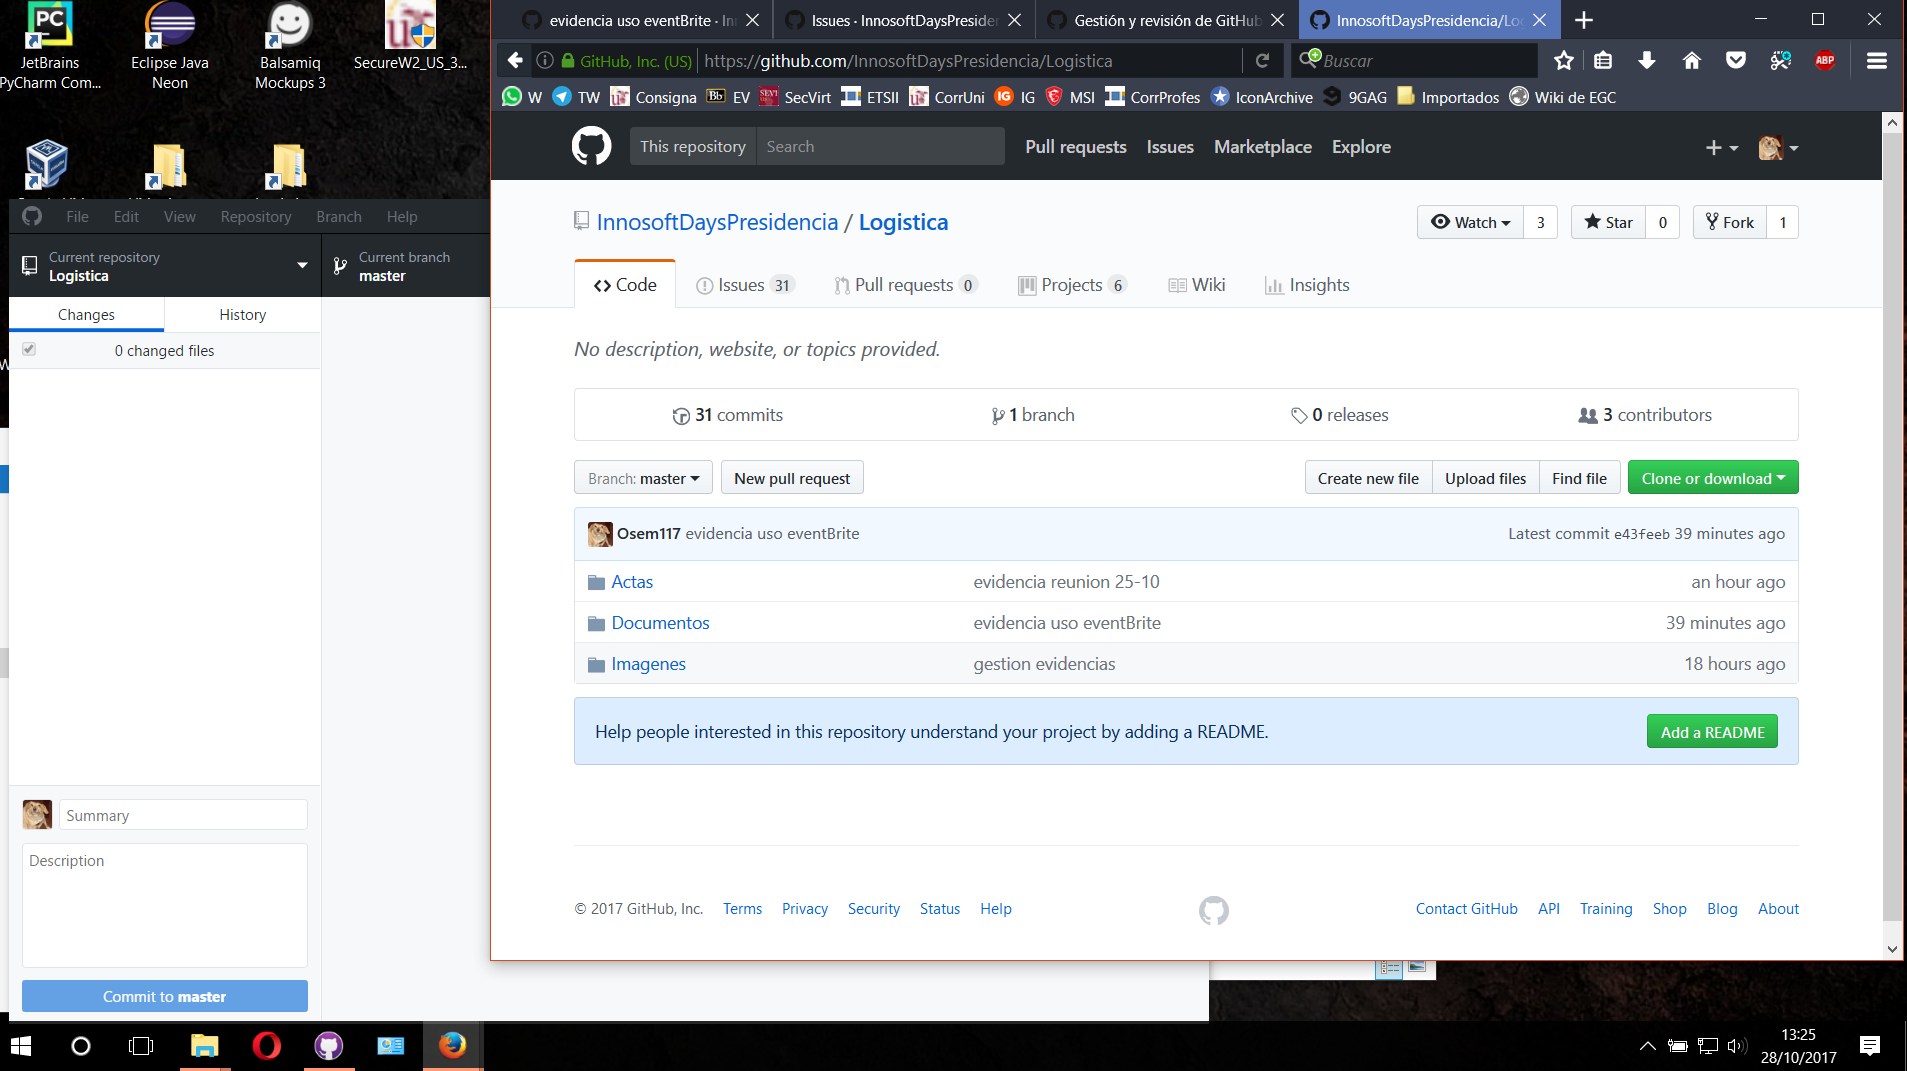 JetBrains
PyCharm Com...
Eclipse Java
Neon
Balsamiq
Mockups 3
SecureW2_US_3...
File Edit View Repository Branch Help
Current repository
Logistica
Current branch
master
Changes History
0 changed files
Summary
Description
Commit to master
evidencia uso eventBrite · In
Issues · InnosoftDaysPreside
Gestión y revisión de GitHub
InnosoftDaysPresidencia/Lo
GitHub, Inc. (US) https://github.com/InnosoftDaysPresidencia/Logistica
Buscar
ABP
W TW Consigna Bb EV SecVirt ETSII CorrUni IG IG MSI CorrProfes IconArchive 9GAG Importados Wiki de EGC
This repository Search Pull requests Issues Marketplace Explore
InnosoftDaysPresidencia / Logistica
Watch 3 Star 0 Fork 1
Code Issues 31 Pull requests 0 Projects 6 Wiki Insights
No description, website, or topics provided.
31 commits 1 branch 0 releases 3 contributors
Branch: master New pull request Create new file Upload files Find file Clone or download
Osem117 evidencia uso eventBrite Latest commit e43feeb 39 minutes ago
Actas evidencia reunion 25-10 an hour ago
Documentos evidencia uso eventBrite 39 minutes ago
Imagenes gestion evidencias 18 hours ago
Help people interested in this repository understand your project by adding a README. Add a README
© 2017 GitHub, Inc. Terms Privacy Security Status Help Contact GitHub API Training Shop Blog About
13:25
28/10/2017